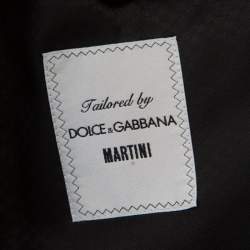 Tailored by
DOLCE & GABBANA
MARTINI